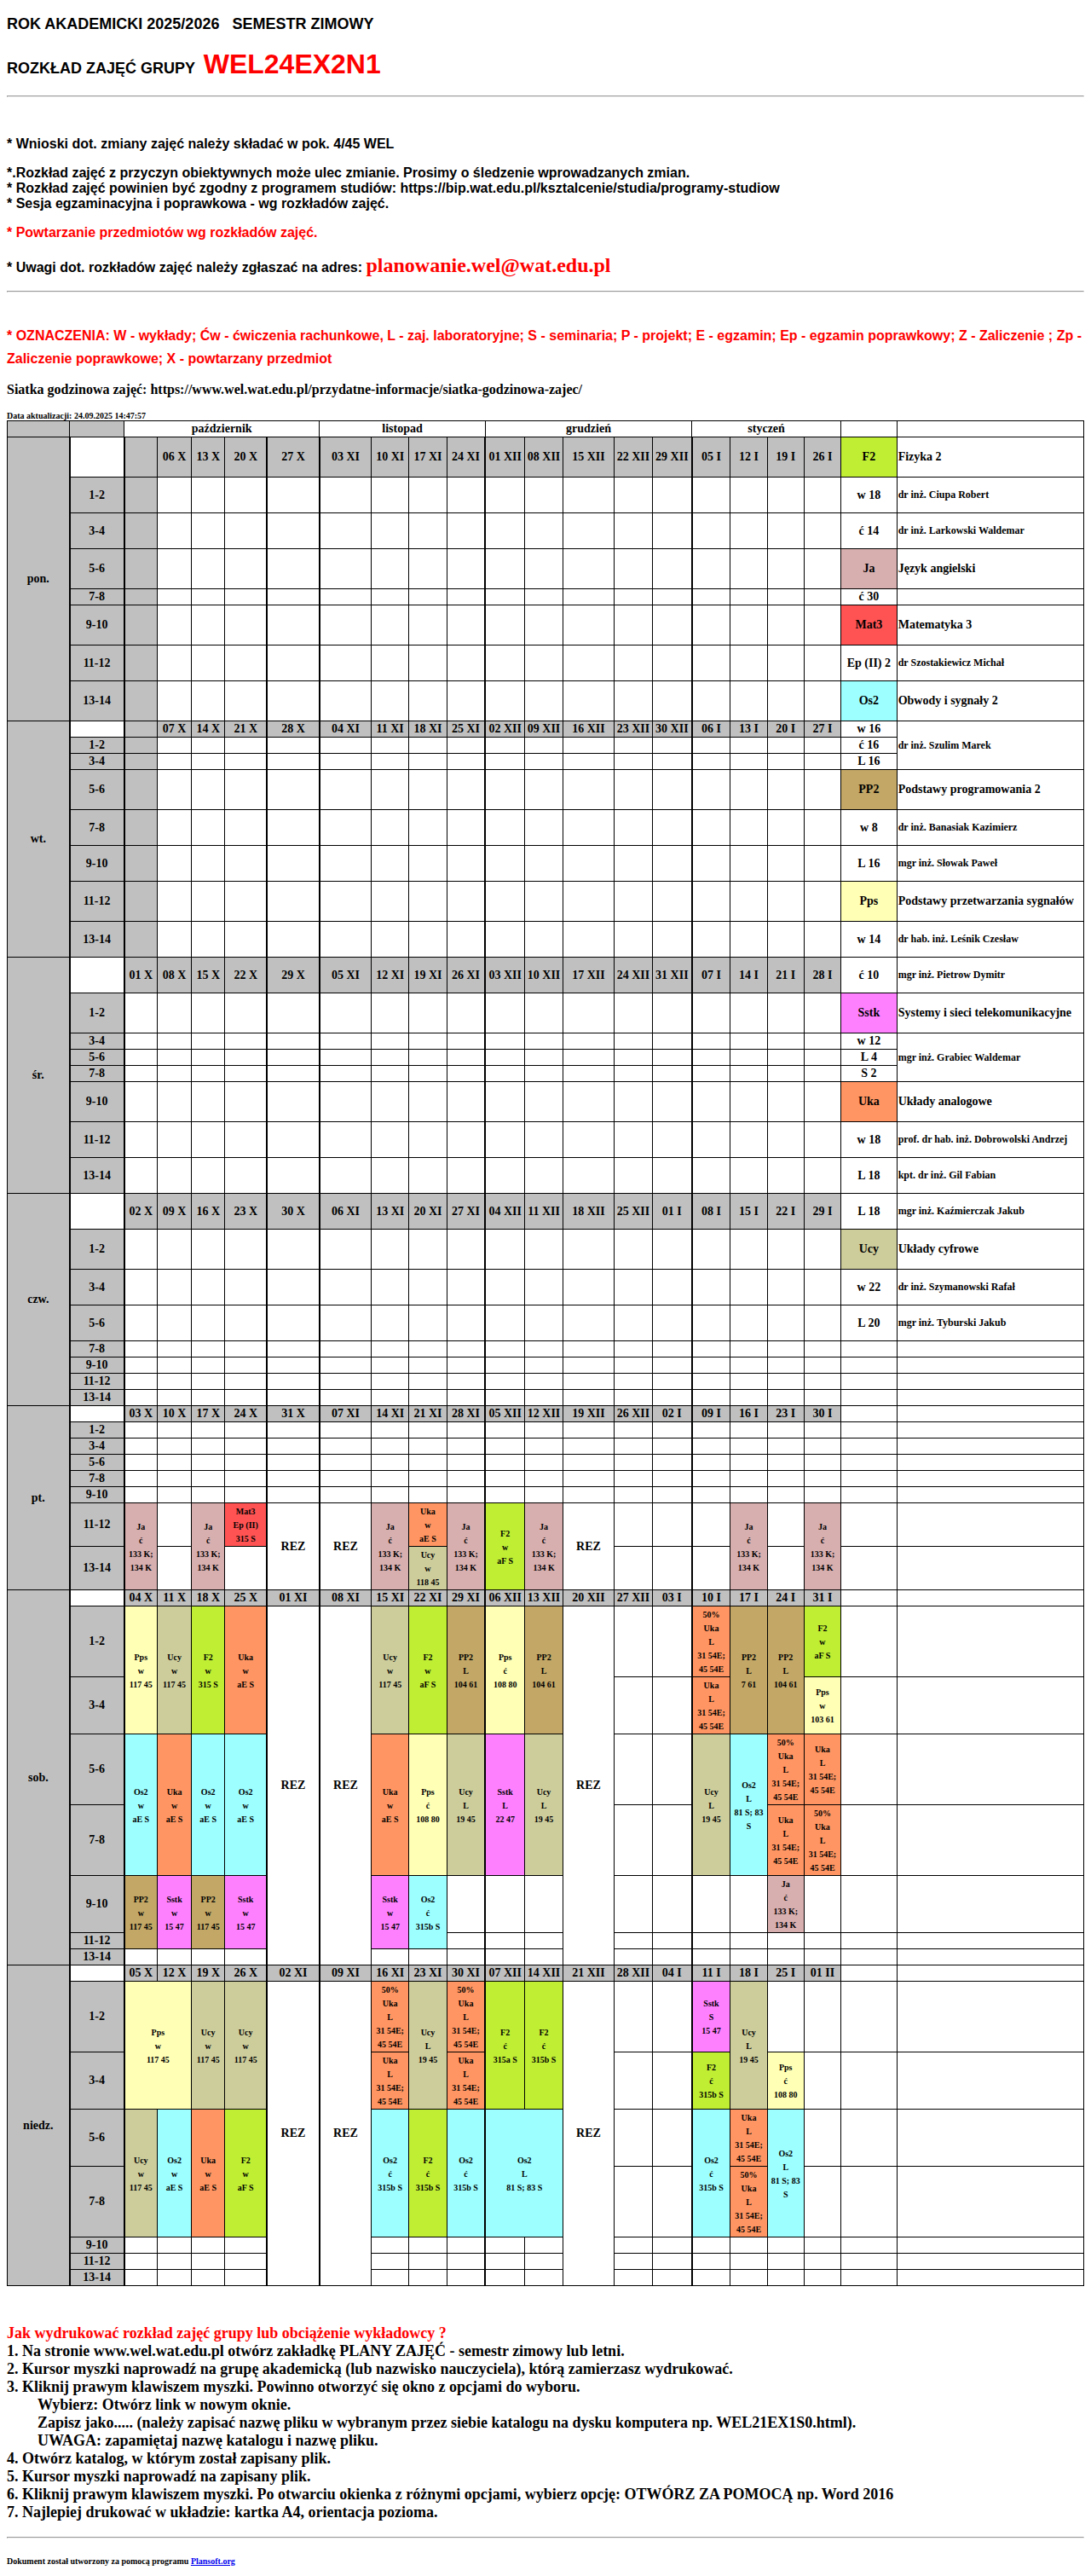 ROK AKADEMICKI 2025/2026 SEMESTR ZIMOWY
ROZKŁAD ZAJĘĆ GRUPY WEL24EX2N1
* Wnioski dot. zmiany zajęć należy składać w pok. 4/45 WEL
*.Rozkład zajęć z przyczyn obiektywnych może ulec zmianie. Prosimy o śledzenie wprowadzanych zmian.
* Rozkład zajęć powinien być zgodny z programem studiów: https://bip.wat.edu.pl/ksztalcenie/studia/programy-studiow
* Sesja egzaminacyjna i poprawkowa - wg rozkładów zajęć.
* Powtarzanie przedmiotów wg rozkładów zajęć.
* Uwagi dot. rozkładów zajęć należy zgłaszać na adres: planowanie.wel@wat.edu.pl
* OZNACZENIA: W - wykłady; Ćw - ćwiczenia rachunkowe, L - zaj. laboratoryjne; S - seminaria; P - projekt; E - egzamin; Ep - egzamin poprawkowy; Z - Zaliczenie ; Zp -
Zaliczenie poprawkowe; X - powtarzany przedmiot
Siatka godzinowa zajęć: https://www.wel.wat.edu.pl/przydatne-informacje/siatka-godzinowa-zajec/
Data aktualizacji: 24.09.2025 14:47:57
październik listopad grudzień styczeń
pon. 06 X 13 X 20 X 27 X 03 XI 10 XI 17 XI 24 XI 01 XII 08 XII 15 XII 22 XII 29 XII 05 I 12 I 19 I 26 I F2 Fizyka 2
1-2 w 18 dr inż. Ciupa Robert
3-4 ć 14 dr inż. Larkowski Waldemar
5-6 Ja Język angielski
7-8 ć 30
9-10 Mat3 Matematyka 3
11-12 Ep (II) 2 dr Szostakiewicz Michał
13-14 Os2 Obwody i sygnały 2
wt. 07 X 14 X 21 X 28 X 04 XI 11 XI 18 XI 25 XI 02 XII 09 XII 16 XII 23 XII 30 XII 06 I 13 I 20 I 27 I w 16
1-2 ć 16 dr inż. Szulim Marek
3-4 L 16
5-6 PP2 Podstawy programowania 2
7-8 w 8 dr inż. Banasiak Kazimierz
9-10 L 16 mgr inż. Słowak Paweł
11-12 Pps Podstawy przetwarzania sygnałów
13-14 w 14 dr hab. inż. Leśnik Czesław
śr. 01 X 08 X 15 X 22 X 29 X 05 XI 12 XI 19 XI 26 XI 03 XII 10 XII 17 XII 24 XII 31 XII 07 I 14 I 21 I 28 I ć 10 mgr inż. Pietrow Dymitr
1-2 Sstk Systemy i sieci telekomunikacyjne
3-4 w 12
5-6 L 4 mgr inż. Grabiec Waldemar
7-8 S 2
9-10 Uka Układy analogowe
11-12 w 18 prof. dr hab. inż. Dobrowolski Andrzej
13-14 L 18 kpt. dr inż. Gil Fabian
czw. 02 X 09 X 16 X 23 X 30 X 06 XI 13 XI 20 XI 27 XI 04 XII 11 XII 18 XII 25 XII 01 I 08 I 15 I 22 I 29 I L 18 mgr inż. Kaźmierczak Jakub
1-2 Ucy Układy cyfrowe
3-4 w 22 dr inż. Szymanowski Rafał
5-6 L 20 mgr inż. Tyburski Jakub
7-8
9-10
11-12
13-14
pt. 03 X 10 X 17 X 24 X 31 X 07 XI 14 XI 21 XI 28 XI 05 XII 12 XII 19 XII 26 XII 02 I 09 I 16 I 23 I 30 I
1-2
3-4
5-6
7-8
9-10
11-12 Ja ć 133 K; 134 K Ja ć 133 K; 134 K Mat3 Ep (II) 315 S REZ REZ Ja ć 133 K; 134 K Uka w aE S Ja ć 133 K; 134 K F2 w aF S Ja ć 133 K; 134 K REZ Ja ć 133 K; 134 K Ja ć 133 K; 134 K
13-14 Ucy w 118 45
sob. 04 X 11 X 18 X 25 X 01 XI 08 XI 15 XI 22 XI 29 XI 06 XII 13 XII 20 XII 27 XII 03 I 10 I 17 I 24 I 31 I
1-2 Pps w 117 45 Ucy w 117 45 F2 w 315 S Uka w aE S REZ REZ Ucy w 117 45 F2 w aF S PP2 L 104 61 Pps ć 108 80 PP2 L 104 61 REZ 50% Uka L 31 54E; 45 54E PP2 L 7 61 PP2 L 104 61 F2 w aF S
3-4 Uka L 31 54E; 45 54E Pps w 103 61
5-6 Os2 w aE S Uka w aE S Os2 w aE S Os2 w aE S Uka w aE S Pps ć 108 80 Ucy L 19 45 Sstk L 22 47 Ucy L 19 45 Ucy L 19 45 Os2 L 81 S; 83 S 50% Uka L 31 54E; 45 54E Uka L 31 54E; 45 54E
7-8 Uka L 31 54E; 45 54E 50% Uka L 31 54E; 45 54E
9-10 PP2 w 117 45 Sstk w 15 47 PP2 w 117 45 Sstk w 15 47 Sstk w 15 47 Os2 ć 315b S Ja ć 133 K; 134 K
11-12
13-14
niedz. 05 X 12 X 19 X 26 X 02 XI 09 XI 16 XI 23 XI 30 XI 07 XII 14 XII 21 XII 28 XII 04 I 11 I 18 I 25 I 01 II
1-2 Pps w 117 45 Ucy w 117 45 Ucy w 117 45 REZ REZ 50% Uka L 31 54E; 45 54E Ucy L 19 45 50% Uka L 31 54E; 45 54E F2 ć 315a S F2 ć 315b S REZ Sstk S 15 47 Ucy L 19 45
3-4 Uka L 31 54E; 45 54E Uka L 31 54E; 45 54E F2 ć 315b S Pps ć 108 80
5-6 Ucy w 117 45 Os2 w aE S Uka w aE S F2 w aF S Os2 ć 315b S F2 ć 315b S Os2 ć 315b S Os2 L 81 S; 83 S Os2 ć 315b S Uka L 31 54E; 45 54E Os2 L 81 S; 83 S
7-8 50% Uka L 31 54E; 45 54E
9-10
11-12
13-14
Jak wydrukować rozkład zajęć grupy lub obciążenie wykładowcy ?
1. Na stronie www.wel.wat.edu.pl otwórz zakładkę PLANY ZAJĘĆ - semestr zimowy lub letni.
2. Kursor myszki naprowadź na grupę akademicką (lub nazwisko nauczyciela), którą zamierzasz wydrukować.
3. Kliknij prawym klawiszem myszki. Powinno otworzyć się okno z opcjami do wyboru.
Wybierz: Otwórz link w nowym oknie.
Zapisz jako..... (należy zapisać nazwę pliku w wybranym przez siebie katalogu na dysku komputera np. WEL21EX1S0.html).
UWAGA: zapamiętaj nazwę katalogu i nazwę pliku.
4. Otwórz katalog, w którym został zapisany plik.
5. Kursor myszki naprowadź na zapisany plik.
6. Kliknij prawym klawiszem myszki. Po otwarciu okienka z różnymi opcjami, wybierz opcję: OTWÓRZ ZA POMOCĄ np. Word 2016
7. Najlepiej drukować w układzie: kartka A4, orientacja pozioma.
Dokument został utworzony za pomocą programu Plansoft.org